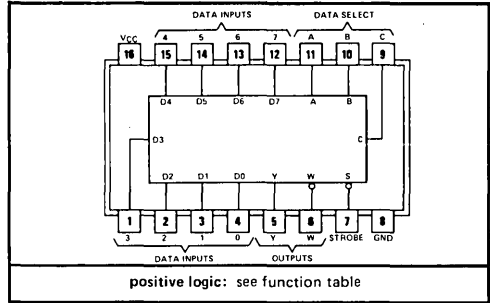 DATA INPUTS DATA SELECT
VCC 4 5 6 7 A B C
16 15 14 13 12 11 10 9
D4 D5 D6 D7 A B
D3 C
D2 D1 D0 Y W S
1 2 3 4 5 6 7 8
3 2 1 0 Y W STROBE GND
DATA INPUTS OUTPUTS
positive logic: see function table